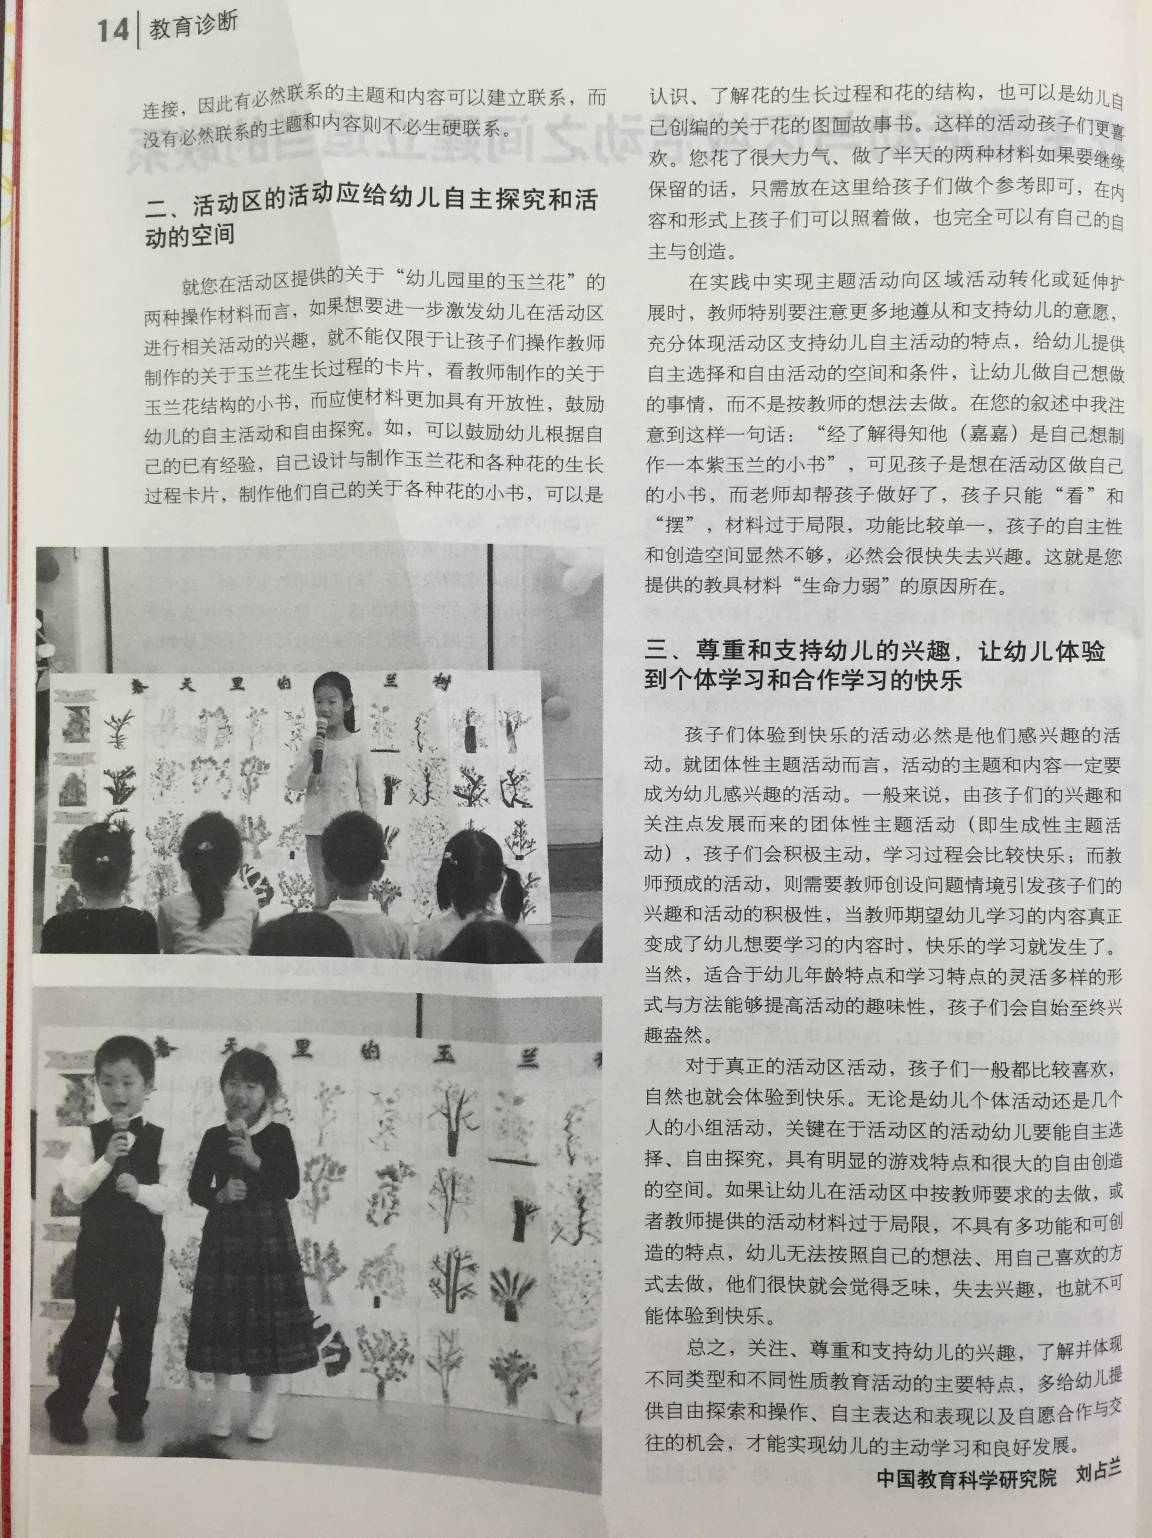 14 教育诊断
连接，因此有必然联系的主题和内容可以建立联系，而
没有必然联系的主题和内容则不必生硬联系。
二、活动区的活动应给幼儿自主探究和活
动的空间
就您在活动区提供的关于“幼儿园里的玉兰花”的
两种操作材料而言，如果想要进一步激发幼儿在活动区
进行相关活动的兴趣，就不能仅限于让孩子们操作教师
制作的关于玉兰花生长过程的卡片，看教师制作的关于
玉兰花结构的小书，而应使材料更加具有开放性，鼓励
幼儿的自主活动和自由探究。如，可以鼓励幼儿根据自
己的已有经验，自己设计与制作玉兰花和各种花的生长
过程卡片，制作他们自己的关于各种花的小书，可以是
春天里的 兰树
春天里的玉兰
认识、了解花的生长过程和花的结构，也可以是幼儿自
己创编的关于花的图画故事书。这样的活动孩子们更喜
欢。您花了很大力气、做了半天的两种材料如果要继续
保留的话，只需放在这里给孩子们做个参考即可，在内
容和形式上孩子们可以照着做，也完全可以有自己的自
主与创造。
在实践中实现主题活动向区域活动转化或延伸扩
展时，教师特别要注意更多地遵从和支持幼儿的意愿，
充分体现活动区支持幼儿自主活动的特点，给幼儿提供
自主选择和自由活动的空间和条件，让幼儿做自己想做
的事情，而不是按教师的想法去做。在您的叙述中我注
意到这样一句话：“经了解得知他（嘉嘉）是自己想制
作一本紫玉兰的小书”，可见孩子是想在活动区做自己
的小书，而老师却帮孩子做好了，孩子只能“看”和
“摆”，材料过于局限，功能比较单一，孩子的自主性
和创造空间显然不够，必然会很快失去兴趣。这就是您
提供的教具材料“生命力弱”的原因所在。
三、尊重和支持幼儿的兴趣，让幼儿体验
到个体学习和合作学习的快乐
孩子们体验到快乐的活动必然是他们感兴趣的活
动。就团体性主题活动而言，活动的主题和内容一定要
成为幼儿感兴趣的活动。一般来说，由孩子们的兴趣和
关注点发展而来的团体性主题活动（即生成性主题活
动），孩子们会积极主动，学习过程会比较快乐；而教
师预成的活动，则需要教师创设问题情境引发孩子们的
兴趣和活动的积极性，当教师期望幼儿学习的内容真正
变成了幼儿想要学习的内容时，快乐的学习就发生了。
当然，适合于幼儿年龄特点和学习特点的灵活多样的形
式与方法能够提高活动的趣味性，孩子们会自始至终兴
趣盎然。
对于真正的活动区活动，孩子们一般都比较喜欢，
自然也就会体验到快乐。无论是幼儿个体活动还是几个
人的小组活动，关键在于活动区的活动幼儿要能自主选
择、自由探究，具有明显的游戏特点和很大的自由创造
的空间。如果让幼儿在活动区中按教师要求的去做，或
者教师提供的活动材料过于局限，不具有多功能和可创
造的特点，幼儿无法按照自己的想法、用自己喜欢的方
式去做，他们很快就会觉得乏味，失去兴趣，也就不可
能体验到快乐。
总之，关注、尊重和支持幼儿的兴趣，了解并体现
不同类型和不同性质教育活动的主要特点，多给幼儿提
供自由探索和操作、自主表达和表现以及自愿合作与交
往的机会，才能实现幼儿的主动学习和良好发展。
中国教育科学研究院 刘占兰